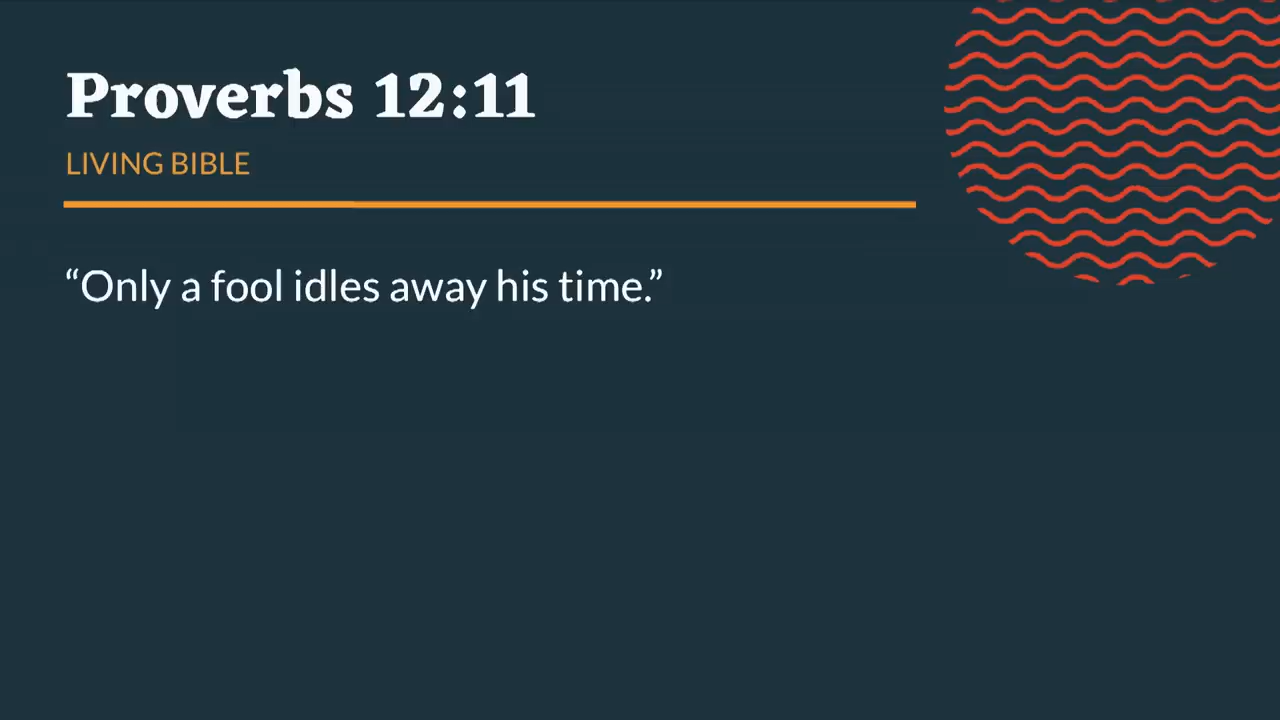 Proverbs 12:11
LIVING BIBLE
“Only a fool idles away his time.”